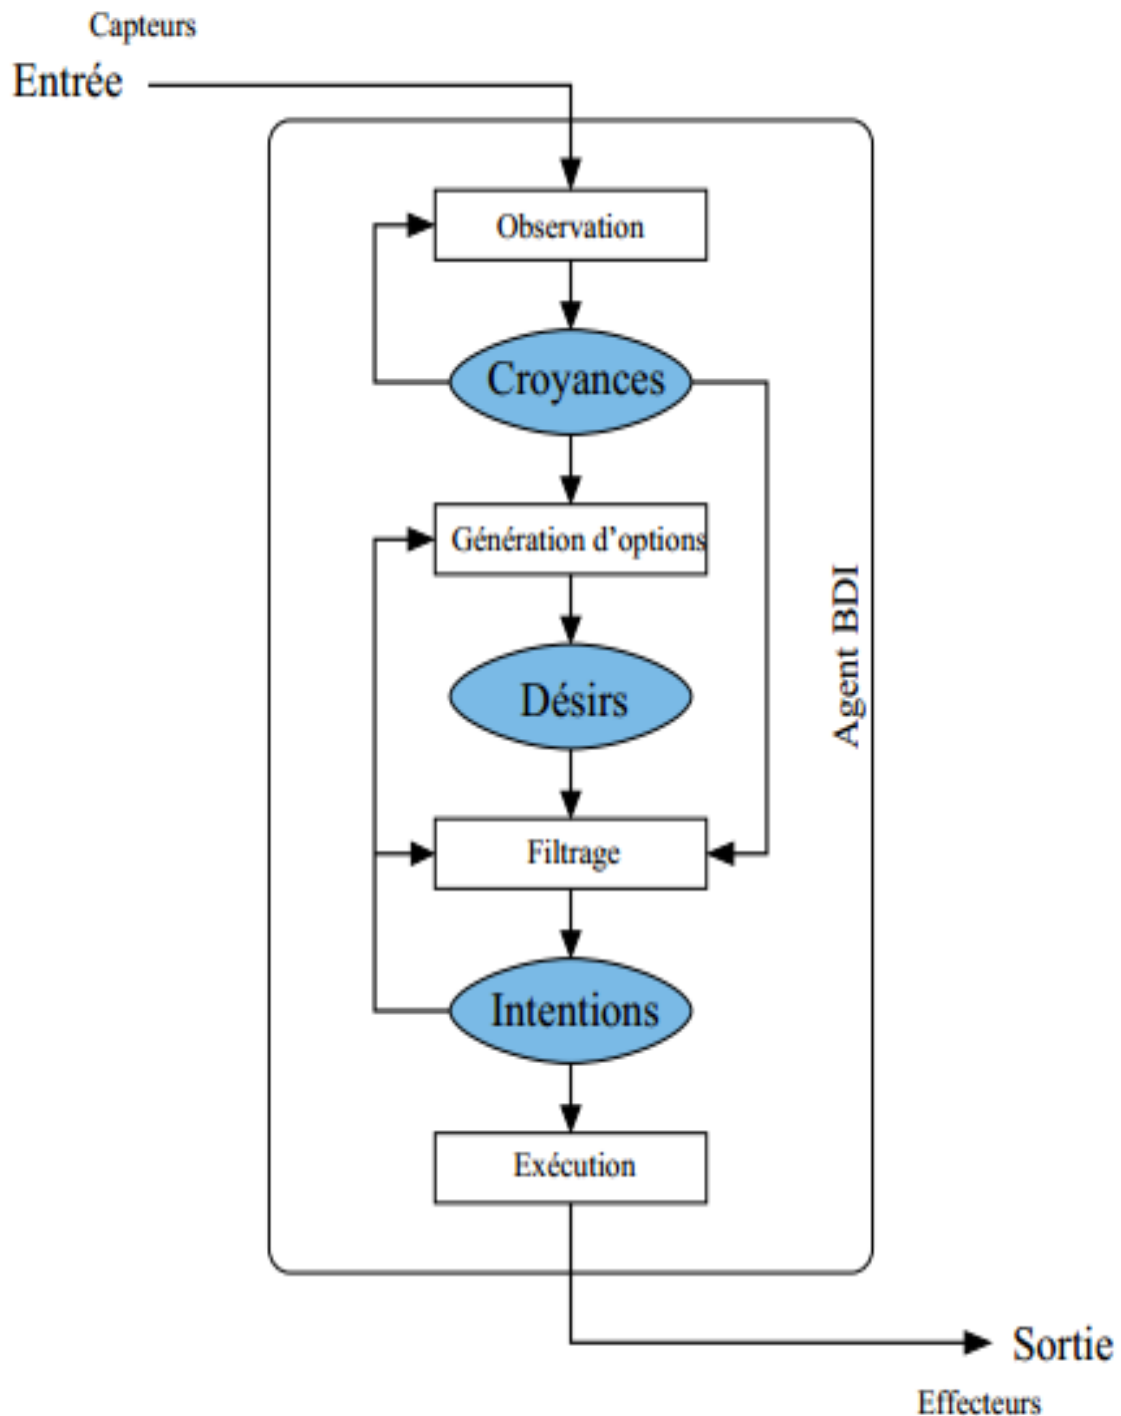 Capteurs
Entrée
Observation
Croyances
Génération d'options
Agent BDI
Désirs
Filtrage
Intentions
Exécution
Sortie
Effecteurs